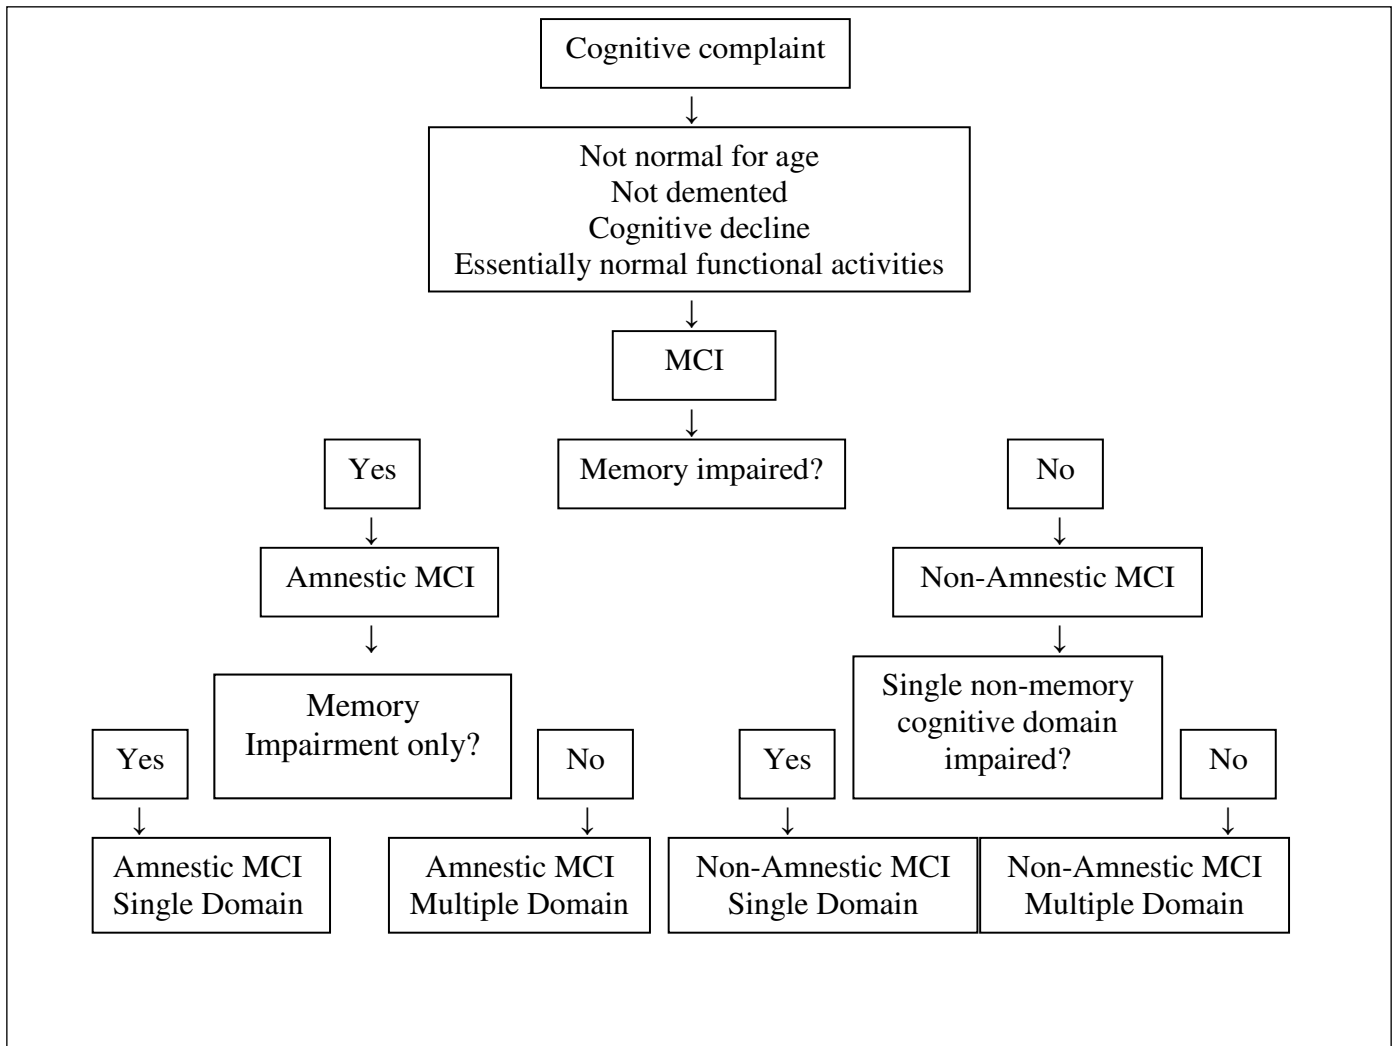 Cognitive complaint
↓
Not normal for age
Not demented
Cognitive decline
Essentially normal functional activities
↓
MCI
↓
Yes
Memory impaired?
No
↓
↓
Amnestic MCI
Non-Amnestic MCI
↓
↓
Memory
Impairment only?
Single non-memory
cognitive domain
impaired?
Yes
No
Yes
No
↓
↓
↓
↓
Amnestic MCI
Single Domain
Amnestic MCI
Multiple Domain
Non-Amnestic MCI
Single Domain
Non-Amnestic MCI
Multiple Domain